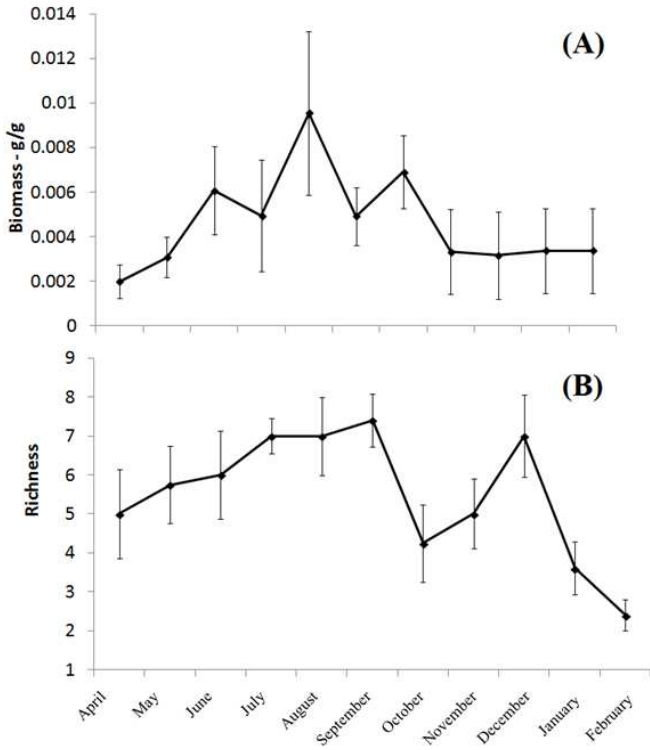 0.014
(A)
0.012
0.01
0.008
0.006
0.004
0.002
0
Biomass - g/g
9
(B)
8
7
6
5
4
3
2
1
Richness
April
May
June
July
August
September
October
November
December
January
February